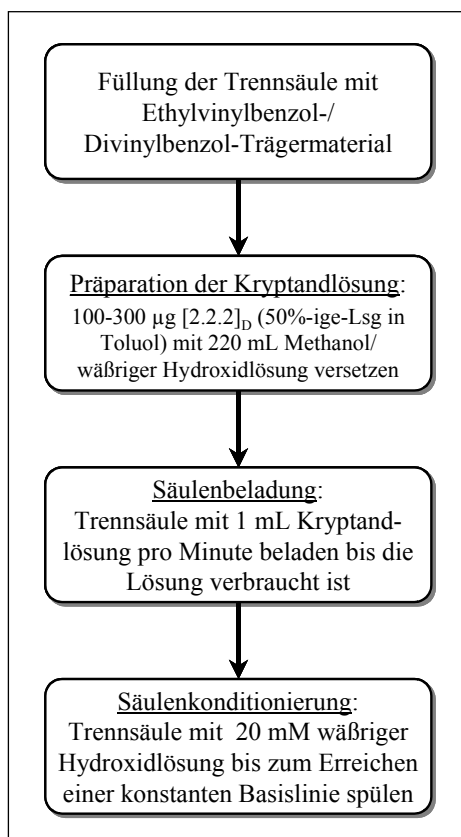 Füllung der Trennsäule mit
Ethylvinylbenzol-/
Divinylbenzol-Trägermaterial
Präparation der Kryptandlösung:
100-300 µg [2.2.2]D (50%-ige-Lsg in
Toluol) mit 220 mL Methanol/
wäßriger Hydroxidlösung versetzen
Säulenbeladung:
Trennsäule mit 1 mL Kryptand-
lösung pro Minute beladen bis die
Lösung verbraucht ist
Säulenkonditionierung:
Trennsäule mit 20 mM wäßriger
Hydroxidlösung bis zum Erreichen
einer konstanten Basislinie spülen